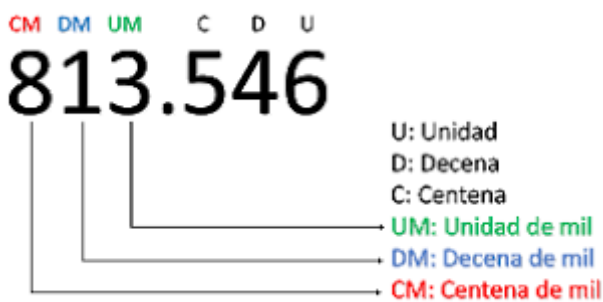 CM DM UM C D U
813.546
U: Unidad
D: Decena
C: Centena
UM: Unidad de mil
DM: Decena de mil
CM: Centena de mil